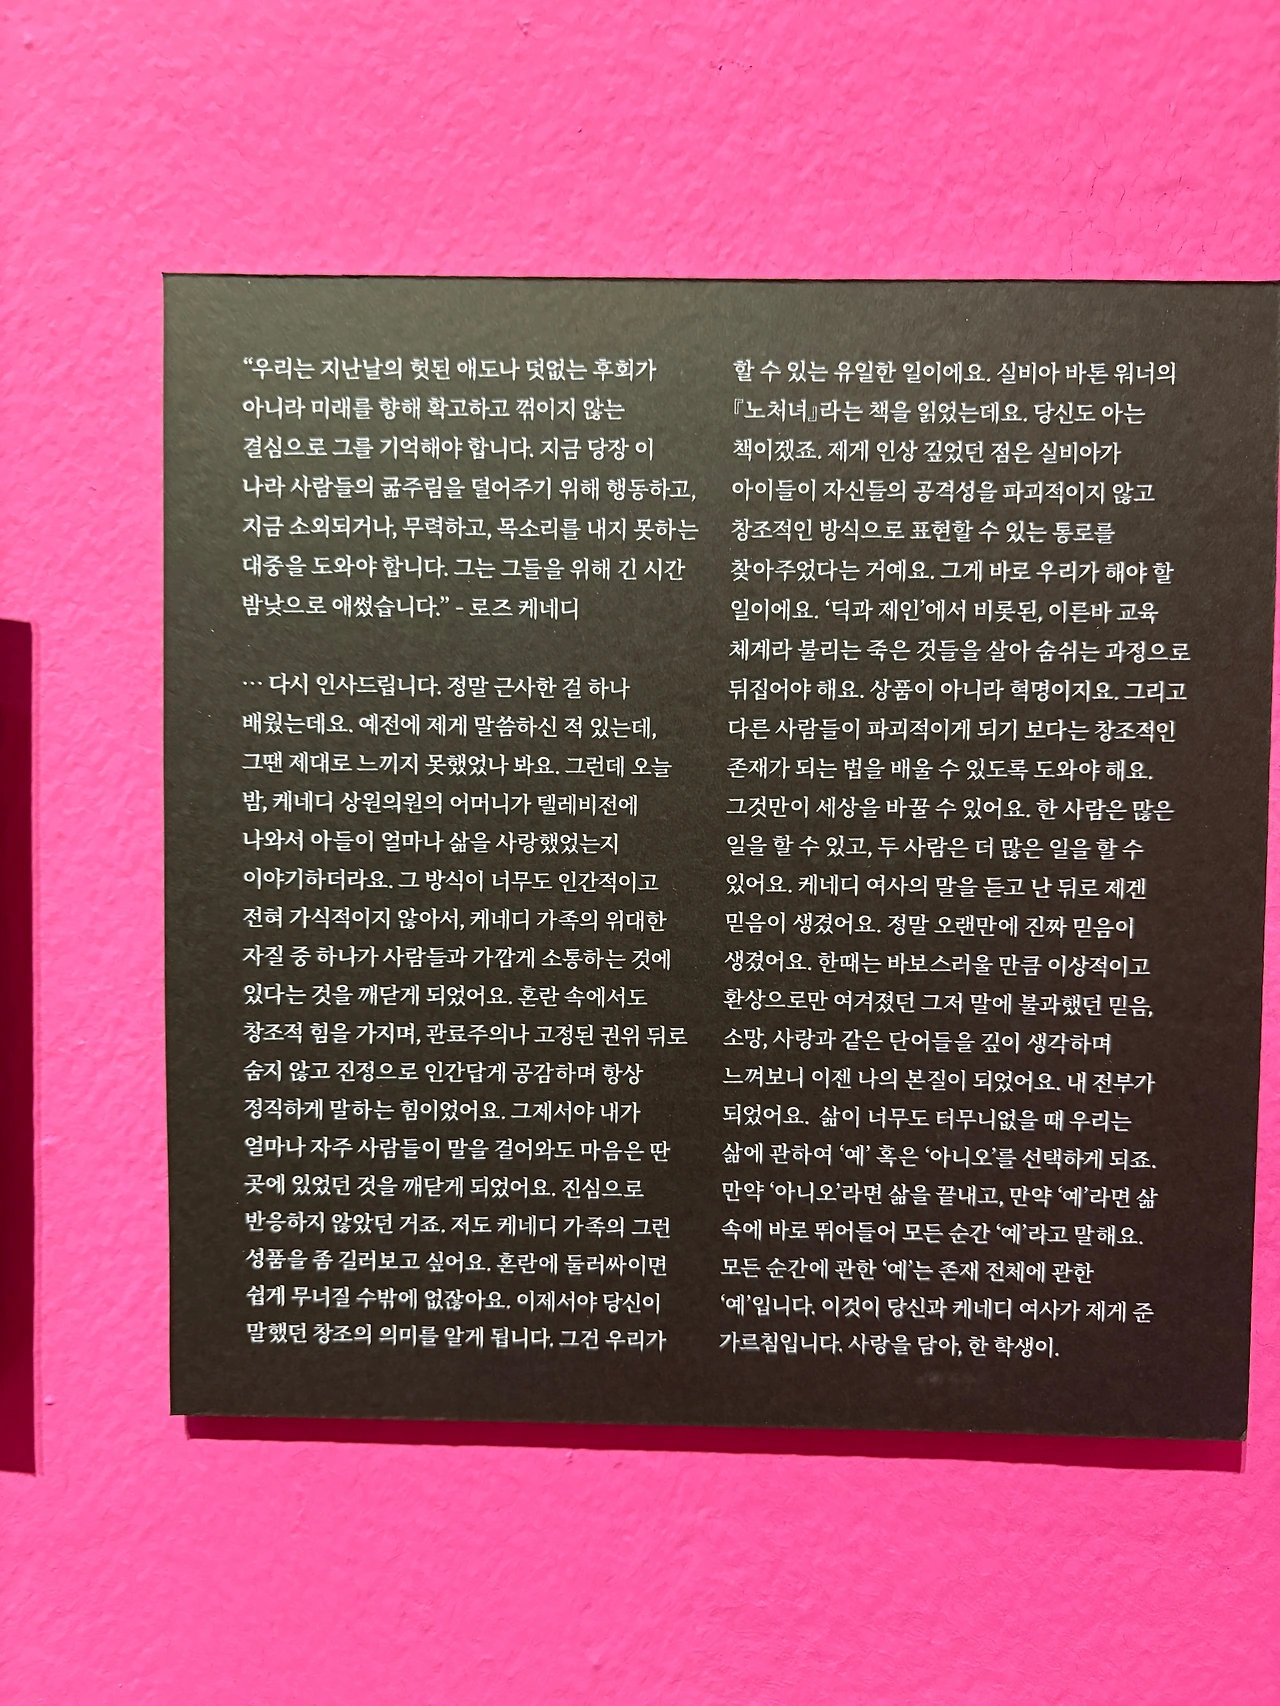 “우리는 지난날의 헛된 애도나 덧없는 후회가
아니라 미래를 향해 확고하고 꺾이지 않는
결심으로 그를 기억해야 합니다. 지금 당장 이
나라 사람들의 굶주림을 덜어주기 위해 행동하고,
지금 소외되거나, 무력하고, 목소리를 내지 못하는
대중을 도와야 합니다. 그는 그들을 위해 긴 시간
밤낮으로 애썼습니다.” - 로즈 케네디
… 다시 인사드립니다. 정말 근사한 걸 하나
배웠는데요. 예전에 제게 말씀하신 적 있는데,
그땐 제대로 느끼지 못했었나 봐요. 그런데 오늘
밤, 케네디 상원의원의 어머니가 텔레비전에
나와서 아들이 얼마나 삶을 사랑했었는지
이야기하더라요. 그 방식이 너무도 인간적이고
전혀 가식적이지 않아서, 케네디 가족의 위대한
자질 중 하나가 사람들과 가깝게 소통하는 것에
있다는 것을 깨닫게 되었어요. 혼란 속에서도
창조적 힘을 가지며, 관료주의나 고정된 권위 뒤로
숨지 않고 진정으로 인간답게 공감하며 항상
정직하게 말하는 힘이었어요. 그제서야 내가
얼마나 자주 사람들이 말을 걸어와도 마음은 딴
곳에 있었던 것을 깨닫게 되었어요. 진심으로
반응하지 않았던 거죠. 저도 케네디 가족의 그런
성품을 좀 길러보고 싶어요. 혼란에 둘러싸이면
쉽게 무너질 수밖에 없잖아요. 이제서야 당신이
말했던 창조의 의미를 알게 됩니다. 그건 우리가
할 수 있는 유일한 일이에요. 실비아 바톤 워너의
『노처녀』라는 책을 읽었는데요. 당신도 아는
책이겠죠. 제게 인상 깊었던 점은 실비아가
아이들이 자신들의 공격성을 파괴적이지 않고
창조적인 방식으로 표현할 수 있는 통로를
찾아주었다는 거예요. 그게 바로 우리가 해야 할
일이에요. ‘딕과 제인’에서 비롯된, 이른바 교육
체계라 불리는 죽은 것들을 살아 숨쉬는 과정으로
뒤집어야 해요. 상품이 아니라 혁명이지요. 그리고
다른 사람들이 파괴적이게 되기 보다는 창조적인
존재가 되는 법을 배울 수 있도록 도와야 해요.
그것만이 세상을 바꿀 수 있어요. 한 사람은 많은
일을 할 수 있고, 두 사람은 더 많은 일을 할 수
있어요. 케네디 여사의 말을 듣고 난 뒤로 제겐
믿음이 생겼어요. 정말 오랜만에 진짜 믿음이
생겼어요. 한때는 바보스러울 만큼 이상적이고
환상으로만 여겨졌던 그저 말에 불과했던 믿음,
소망, 사랑과 같은 단어들을 깊이 생각하며
느껴보니 이젠 나의 본질이 되었어요. 내 전부가
되었어요. 삶이 너무도 터무니없을 때 우리는
삶에 관하여 ‘예’ 혹은 ‘아니오’를 선택하게 되죠.
만약 ‘아니오’라면 삶을 끝내고, 만약 ‘예’라면 삶
속에 바로 뛰어들어 모든 순간 ‘예’라고 말해요.
모든 순간에 관한 ‘예’는 존재 전체에 관한
‘예’입니다. 이것이 당신과 케네디 여사가 제게 준
가르침입니다. 사랑을 담아, 한 학생이.